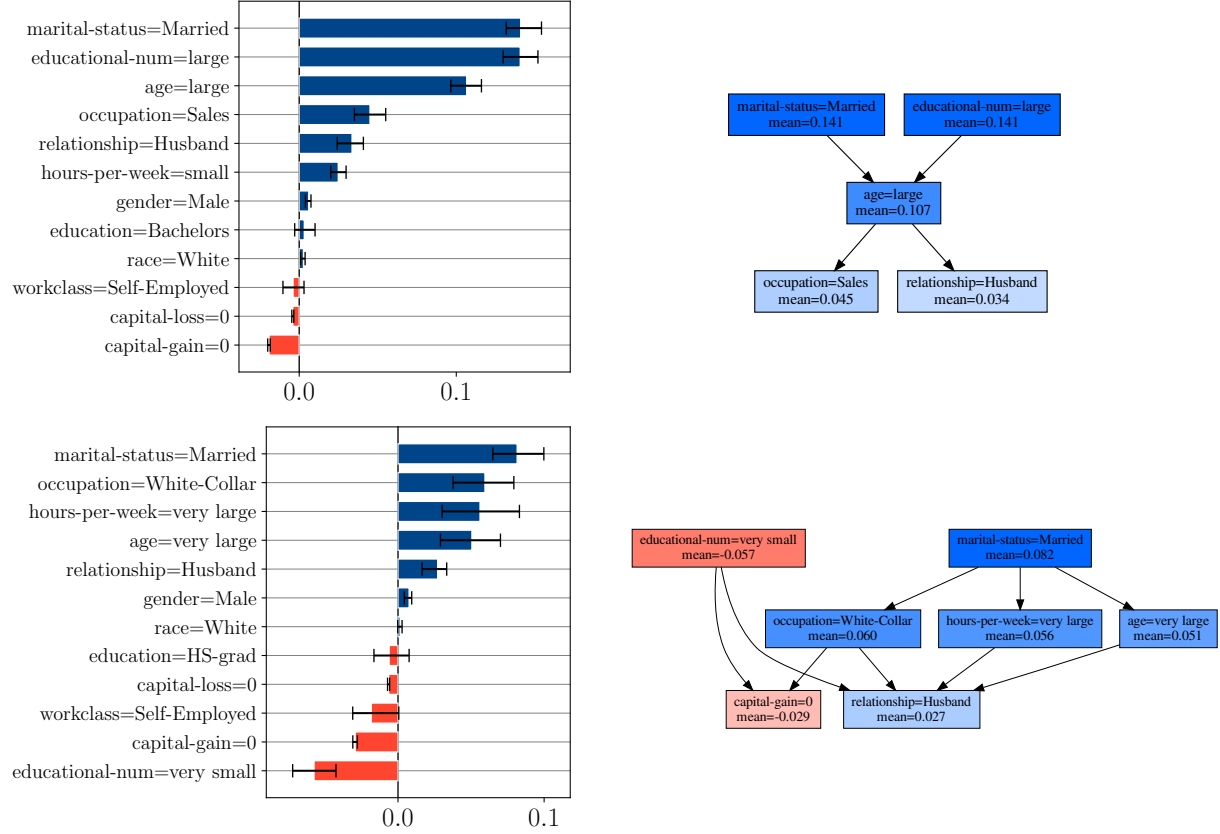 marital-status=Married
educational-num=large
age=large
occupation=Sales
relationship=Husband
hours-per-week=small
gender=Male
education=Bachelors
race=White
workclass=Self-Employed
capital-loss=0
capital-gain=0
0.0
0.1
marital-status=Married
mean=0.141
educational-num=large
mean=0.141
age=large
mean=0.107
occupation=Sales
mean=0.045
relationship=Husband
mean=0.034
marital-status=Married
occupation=White-Collar
hours-per-week=very large
age=very large
relationship=Husband
gender=Male
race=White
education=HS-grad
capital-loss=0
workclass=Self-Employed
capital-gain=0
educational-num=very small
0.0
0.1
educational-num=very small
mean=-0.057
marital-status=Married
mean=0.082
occupation=White-Collar
mean=0.060
hours-per-week=very large
mean=0.056
age=very large
mean=0.051
capital-gain=0
mean=-0.029
relationship=Husband
mean=0.027